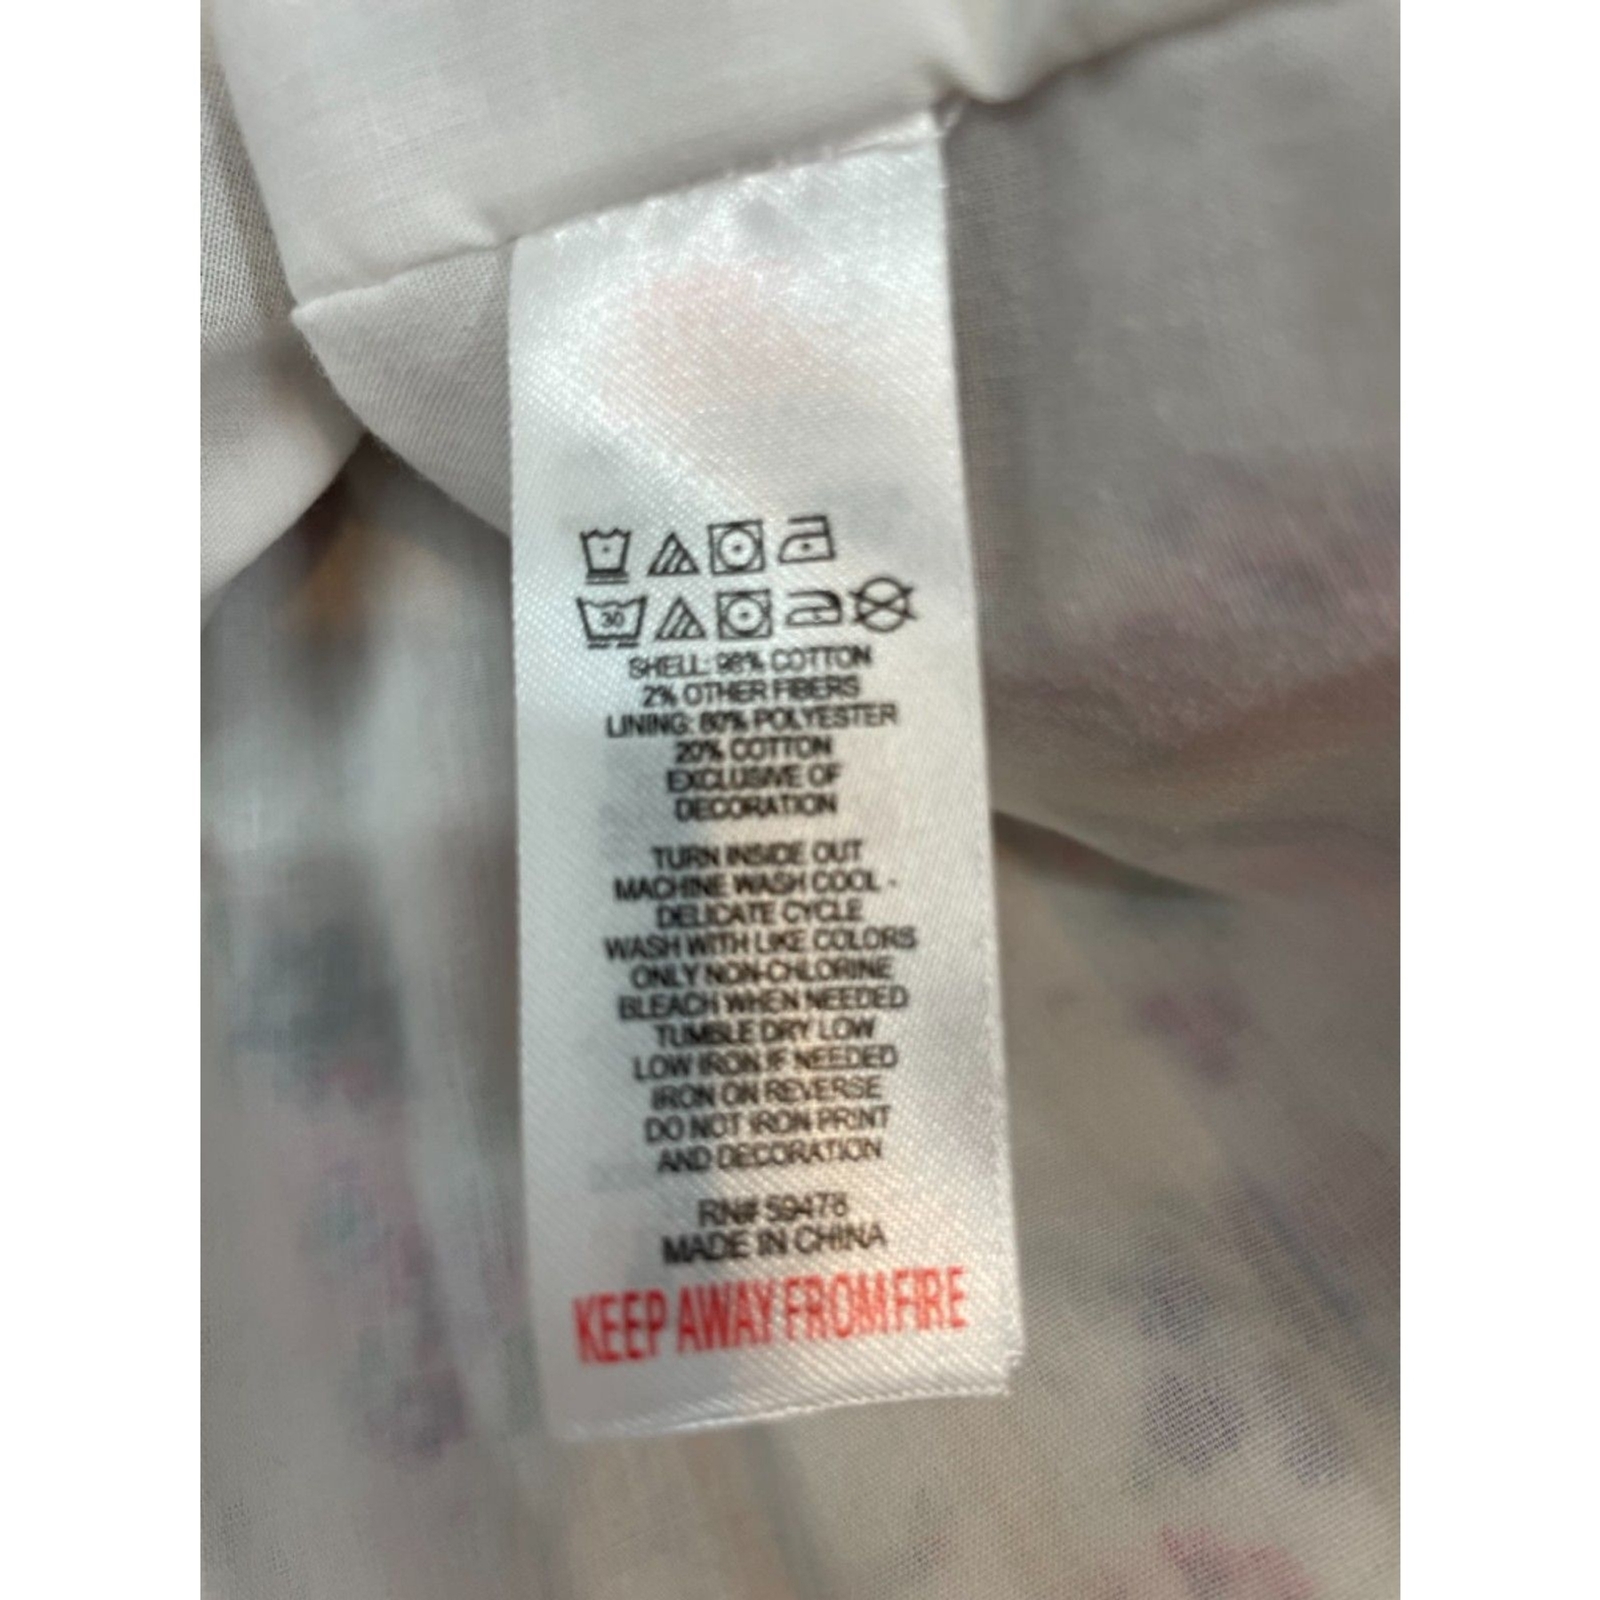 30
SHELL: 98% COTTON
2% OTHER FIBERS
LINING: 80% POLYESTER
20% COTTON
EXCLUSIVE OF
DECORATION
TURN INSIDE OUT
MACHINE WASH COOL -
DELICATE CYCLE
WASH WITH LIKE COLORS
ONLY NON-CHLORINE
BLEACH WHEN NEEDED
TUMBLE DRY LOW
LOW IRON IF NEEDED
IRON ON REVERSE
DO NOT IRON PRINT
AND DECORATION
RN# 59478
MADE IN CHINA
KEEP AWAY FROM FIRE